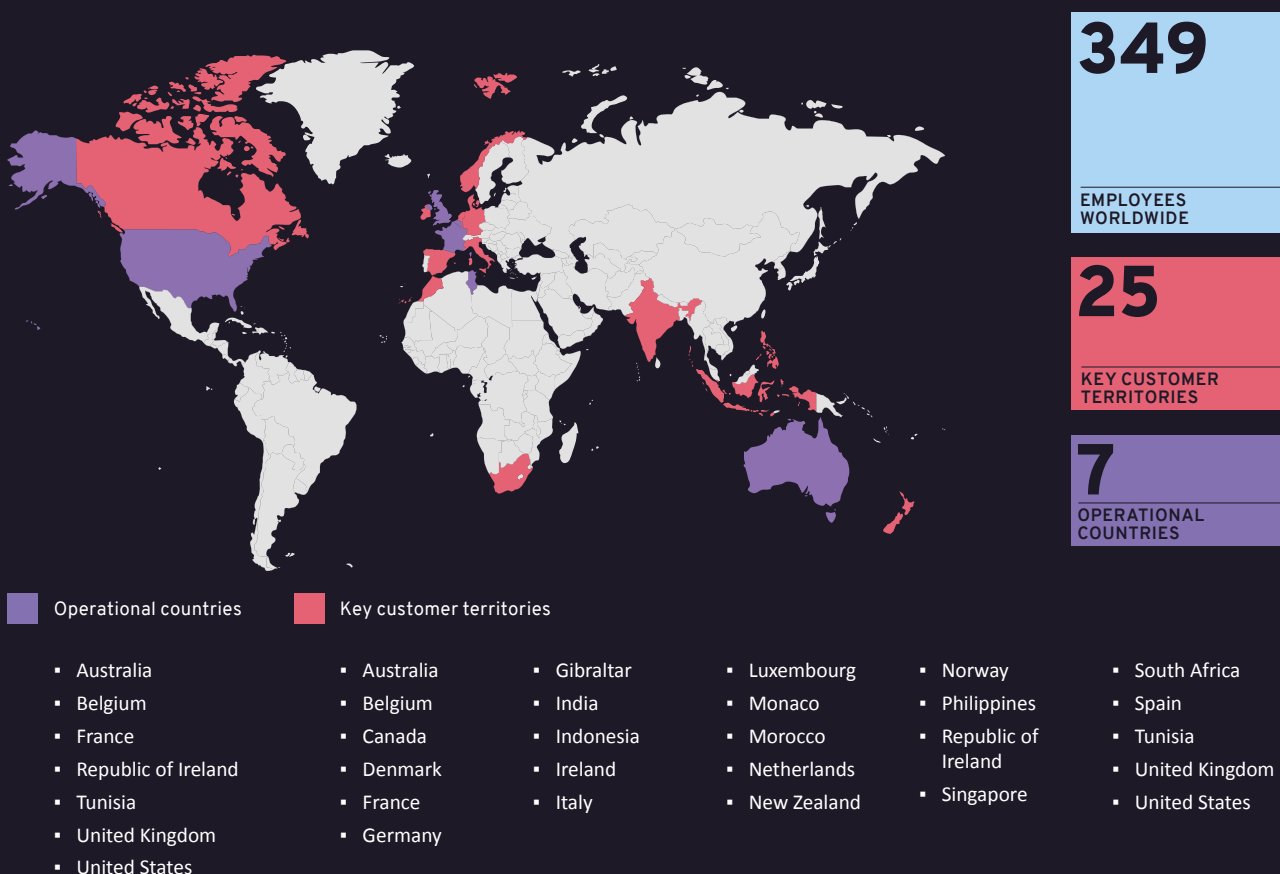 349
EMPLOYEES
WORLDWIDE
25
KEY CUSTOMER
TERRITORIES
7
OPERATIONAL
COUNTRIES
Operational countries
Key customer territories
▪ Australia
▪ Belgium
▪ France
▪ Republic of Ireland
▪ Tunisia
▪ United Kingdom
▪ United States
▪ Australia
▪ Belgium
▪ Canada
▪ Denmark
▪ France
▪ Germany
▪ Gibraltar
▪ India
▪ Indonesia
▪ Ireland
▪ Italy
▪ Luxembourg
▪ Monaco
▪ Morocco
▪ Netherlands
▪ New Zealand
▪ Norway
▪ Philippines
▪ Republic of
Ireland
▪ Singapore
▪ South Africa
▪ Spain
▪ Tunisia
▪ United Kingdom
▪ United States